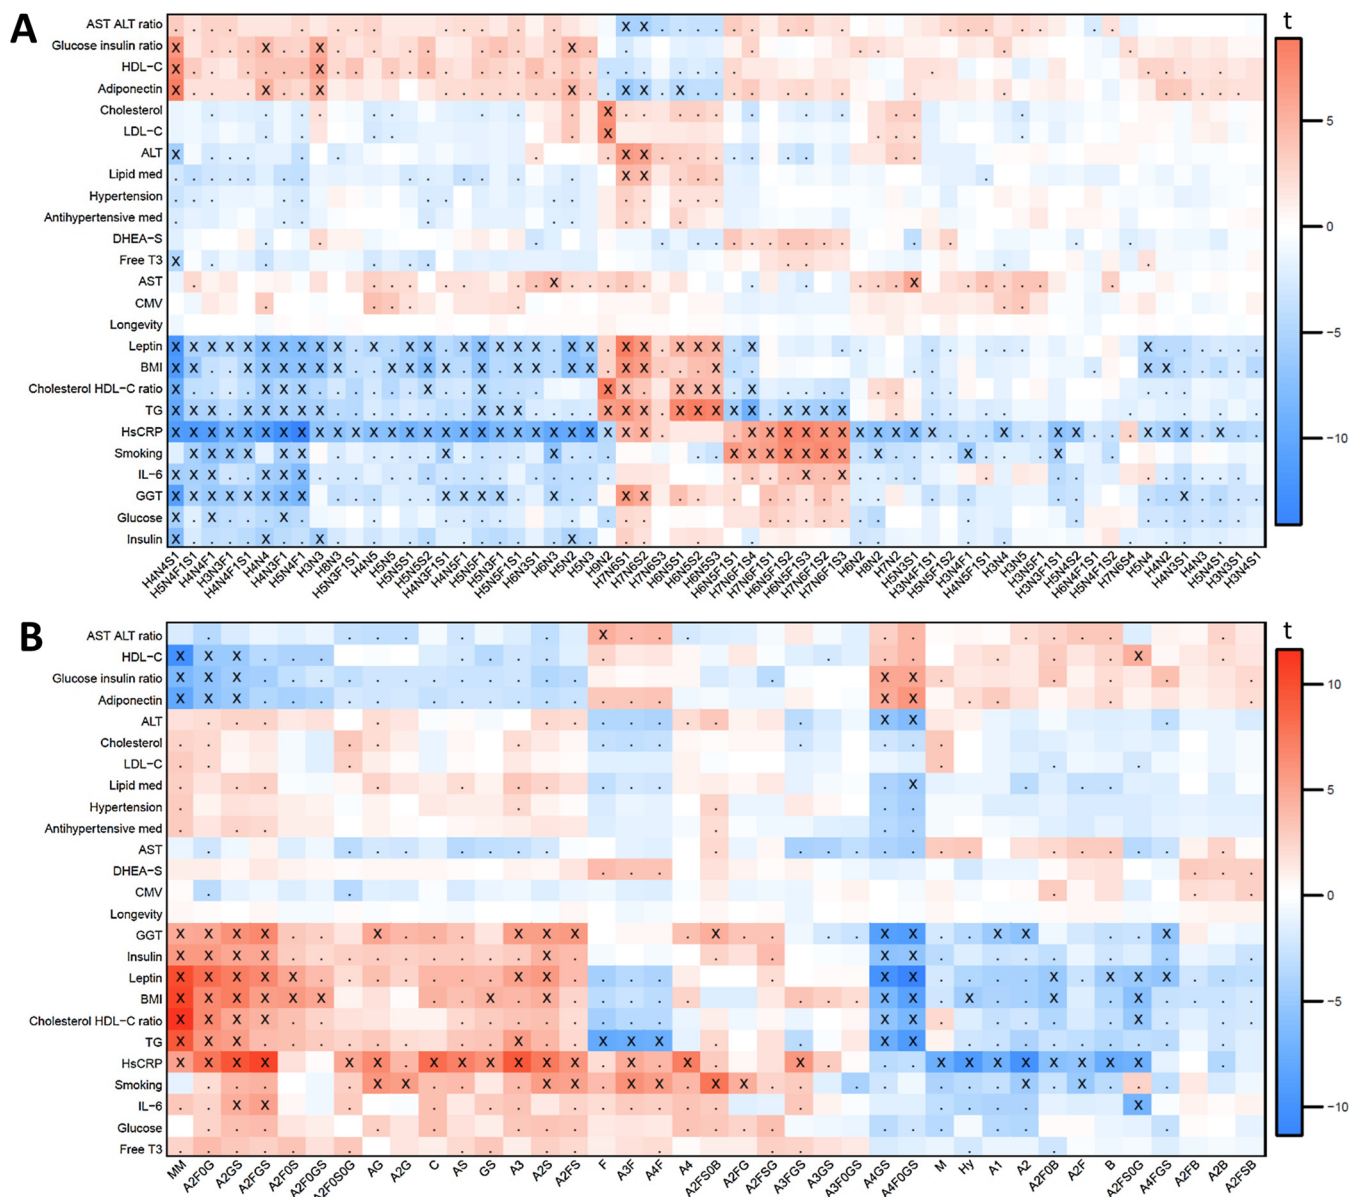 A
t
AST ALT ratio
Glucose insulin ratio
HDL-C
Adiponectin
Cholesterol
LDL-C
ALT
Lipid med
Hypertension
Antihypertensive med
DHEA-S
Free T3
AST
CMV
Longevity
Leptin
BMI
Cholesterol HDL-C ratio
TG
HsCRP
Smoking
IL-6
GGT
Glucose
Insulin
5
0
-5
-10
H4N4S1 H5N4F1S1 H4N4F1 H3N3F1 H4N4F1S1 H4N4 H4N3F1 H5N4F1 H3N3 H8N3 H5N3F1S1 H4N5 H5N5 H5N5S1 H5N5S2 H4N3F1S1 H4N5F1 H5N5F1 H5N3F1 H5N5F1S1 H6N3S1 H6N3 H5N2 H5N3 H9N2 H7N6S1 H7N6S2 H7N6S3 H6N5S1 H6N5S2 H6N5S3 H6N5F1S1 H7N6F1S4 H7N6F1S1 H6N5F1S2 H6N5F1S3 H7N6F1S2 H7N6F1S3 H6N2 H8N2 H7N2 H5N3S1 H3N4F1S1 H5N5F1S2 H3N4F1 H4N5F1S1 H3N4 H3N5 H3N5F1 H3N3F1S1 H5N4S2 H6N4F1S1 H5N4F1S2 H7N6S4 H5N4 H4N2 H4N3S1 H4N3 H5N4S1 H3N3S1 H3N4S1
B
t
AST ALT ratio
HDL-C
Glucose insulin ratio
Adiponectin
ALT
Cholesterol
LDL-C
Lipid med
Hypertension
Antihypertensive med
AST
DHEA-S
CMV
Longevity
GGT
Insulin
Leptin
BMI
Cholesterol HDL-C ratio
TG
HsCRP
Smoking
IL-6
Glucose
Free T3
10
5
0
-5
-10
MM A2F0G A2GS A2FGS A2F0S A2F0GS A2F0S0G AG A2G C AS GS A3 A2S A2FS F A3F A4F A4 A2FS0B A2FG A2FSG A3FGS A3GS A3F0GS A4GS A4F0GS M Hy A1 A2 A2F0B A2F B A2FS0G A4FGS A2FB A2B A2FSB